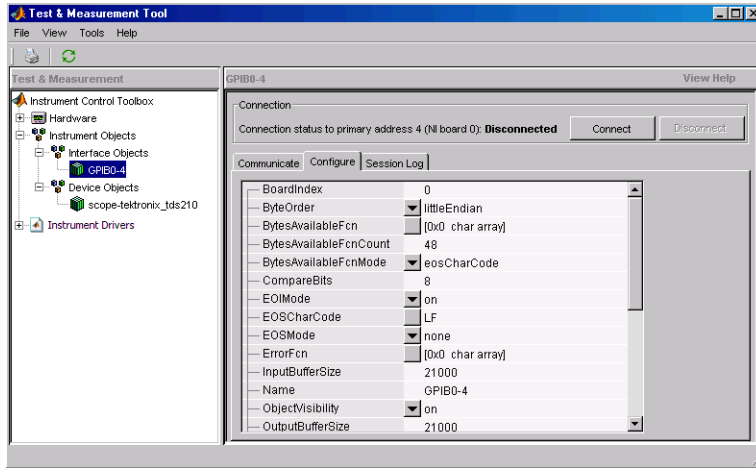 Test & Measurement Tool
File View Tools Help
Test & Measurement
GPIB0-4
View Help
Instrument Control Toolbox
Hardware
Instrument Objects
Interface Objects
GPIB0-4
Device Objects
scope-tektronix_tds210
Instrument Drivers
Connection
Connection status to primary address 4 (NI board 0): Disconnected
Connect
Disconnect
Communicate Configure Session Log
BoardIndex 0
ByteOrder littleEndian
BytesAvailableFcn [0x0 char array]
BytesAvailableFcnCount 48
BytesAvailableFcnMode eosCharCode
CompareBits 8
EOIMode on
EOSCharCode LF
EOSMode none
ErrorFcn [0x0 char array]
InputBufferSize 21000
Name GPIB0-4
ObjectVisibility on
OutputBufferSize 21000